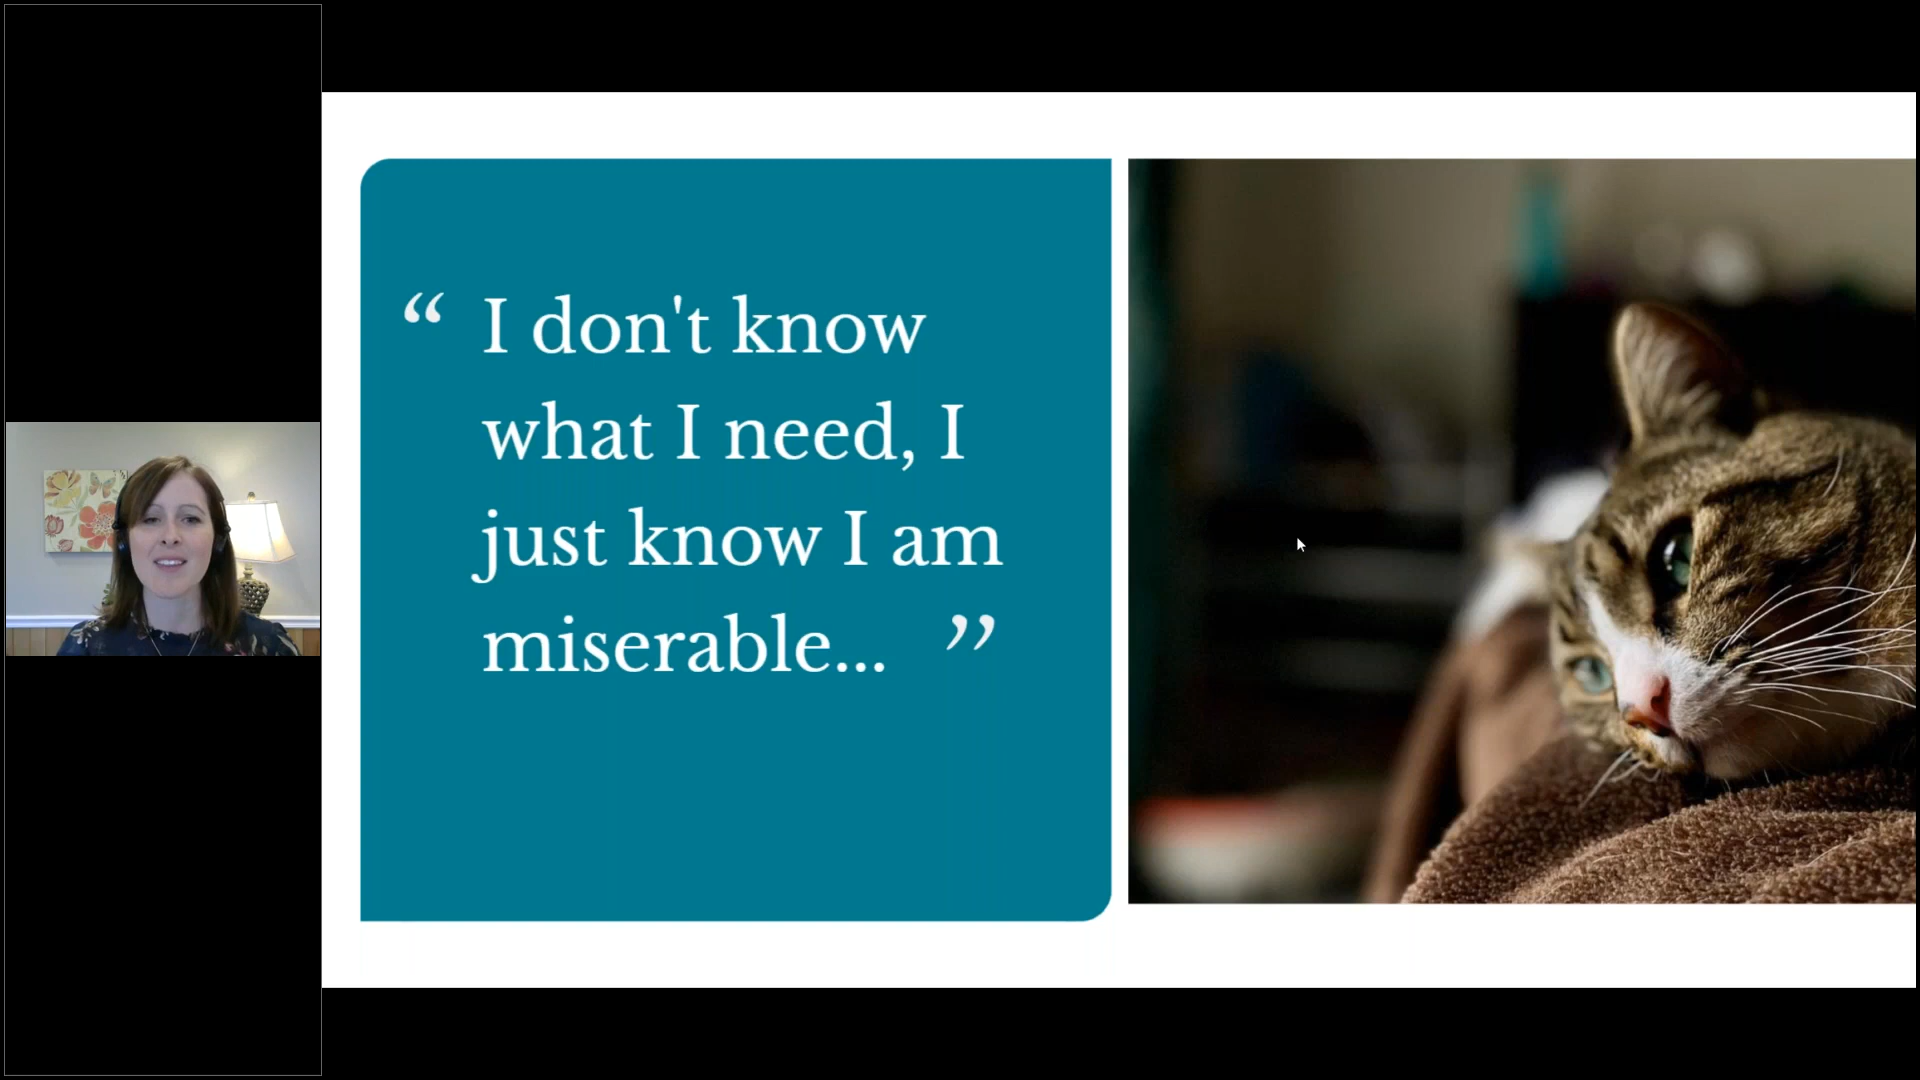 “ I don't know
what I need, I
just know I am
miserable... ”